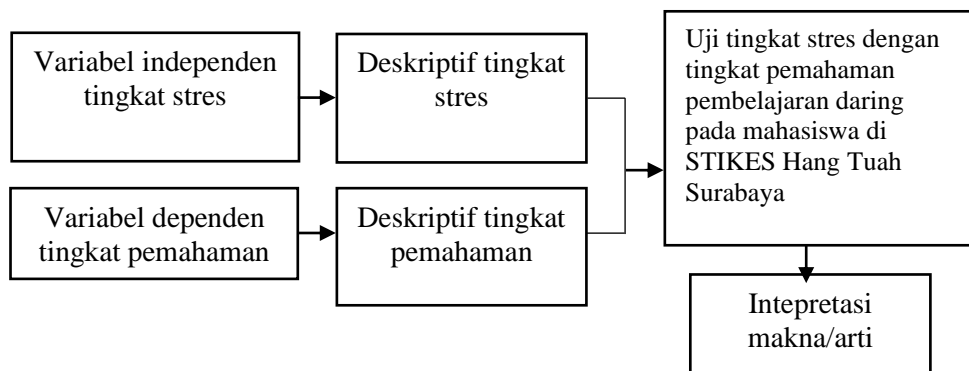 Variabel independen
tingkat stres
Deskriptif tingkat
stres
Uji tingkat stres dengan
tingkat pemahaman
pembelajaran daring
pada mahasiswa di
STIKES Hang Tuah
Surabaya
Variabel dependen
tingkat pemahaman
Deskriptif tingkat
pemahaman
Intepretasi
makna/arti